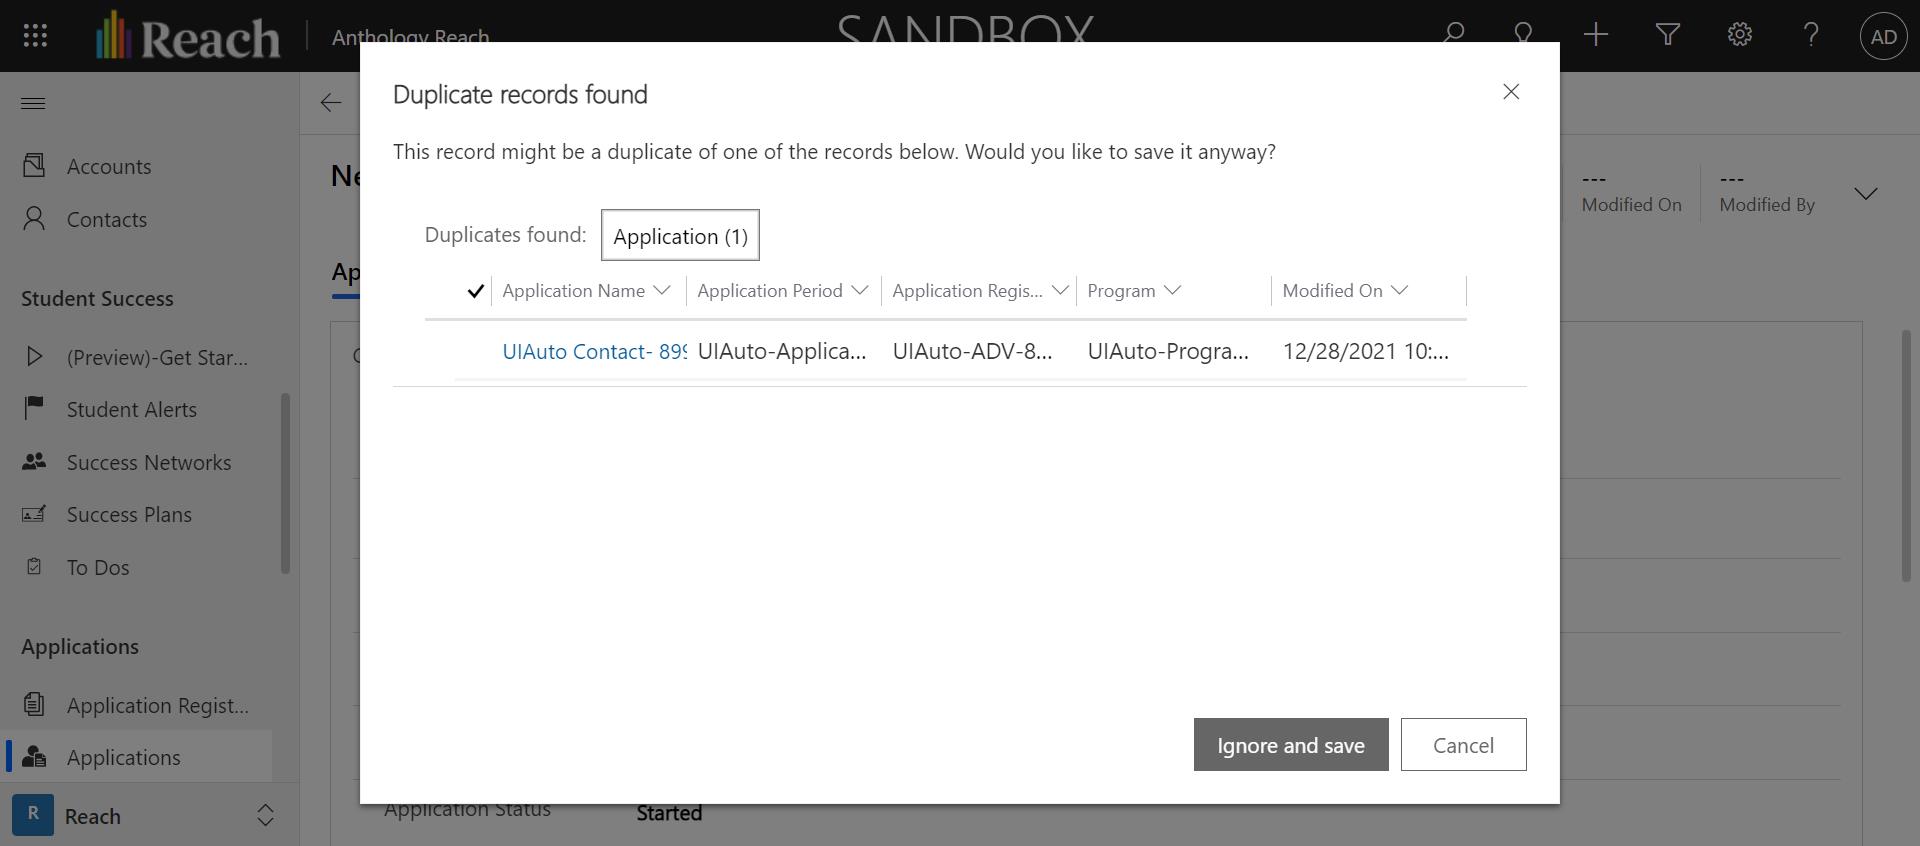 Reach
Anthology Reach
SANDBOX
AD
Accounts
Contacts
Student Success
(Preview)-Get Star...
Student Alerts
Success Networks
Success Plans
To Dos
Applications
Application Regist...
Applications
R Reach
Ne
Ap
---
Modified On
---
Modified By
Duplicate records found
This record might be a duplicate of one of the records below. Would you like to save it anyway?
Duplicates found: Application (1)
Application Name Application Period Application Regis... Program Modified On
UIAuto Contact- 899 UIAuto-Applica... UIAuto-ADV-8... UIAuto-Progra... 12/28/2021 10:...
Ignore and save Cancel
Application Status Started